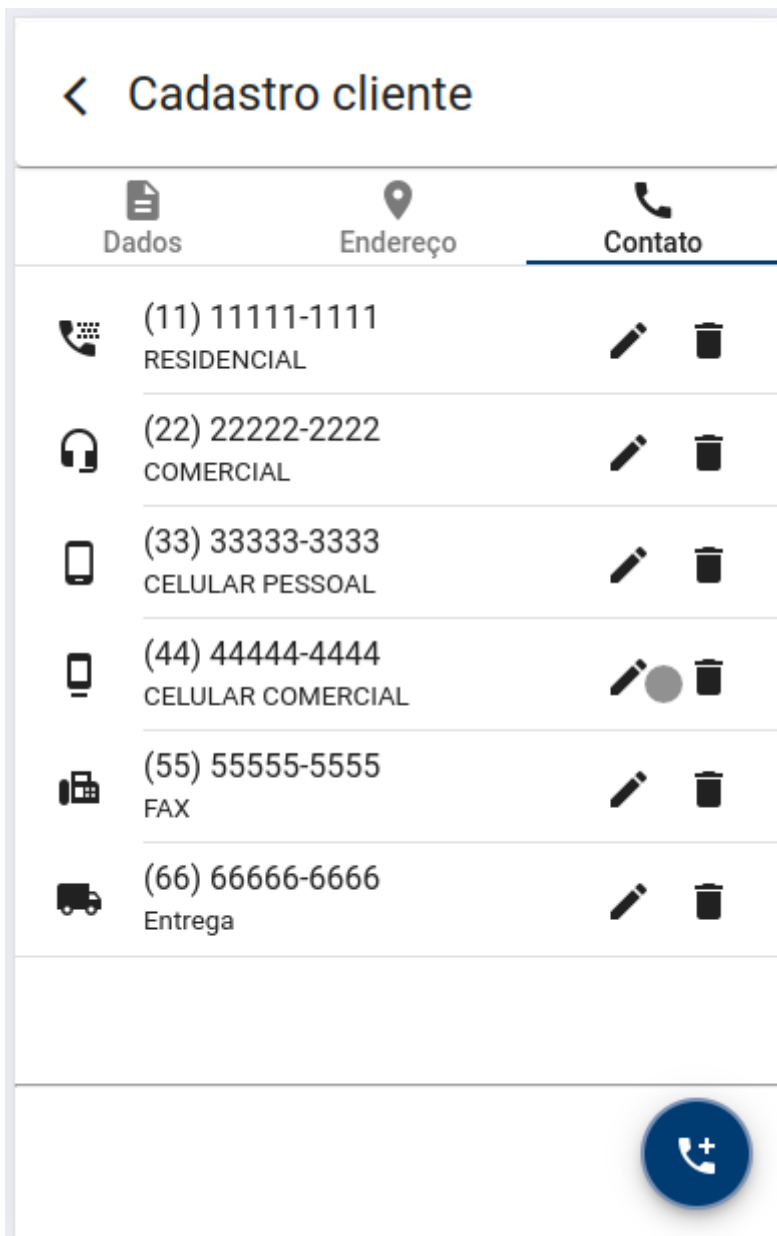 Cadastro cliente
Dados
Endereço
Contato
(11) 11111-1111
RESIDENCIAL
(22) 22222-2222
COMERCIAL
(33) 33333-3333
CELULAR PESSOAL
(44) 44444-4444
CELULAR COMERCIAL
(55) 55555-5555
FAX
(66) 66666-6666
Entrega